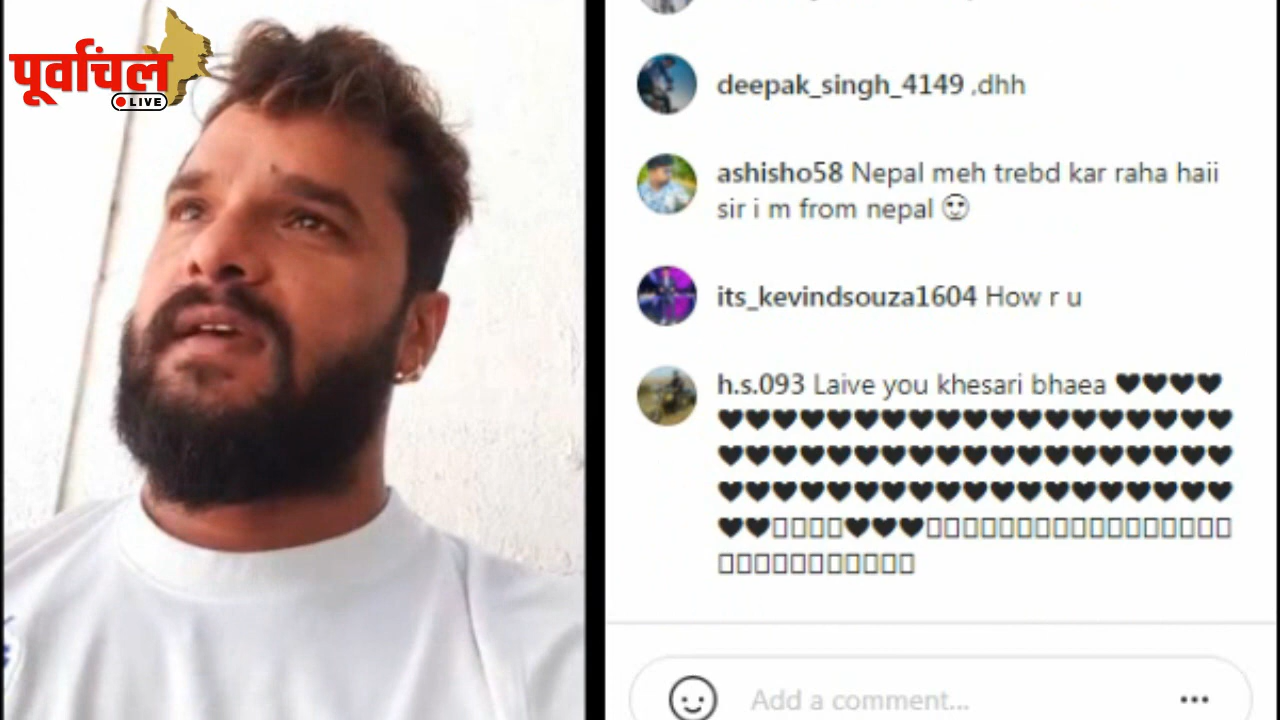 पूर्वांचल
LIVE
deepak_singh_4149 ,dhh
ashisho58 Nepal meh trebd kar raha haii
sir i m from nepal
its_kevindsouza1604 How r u
h.s.093 Laive you khesari bhaea
Add a comment...